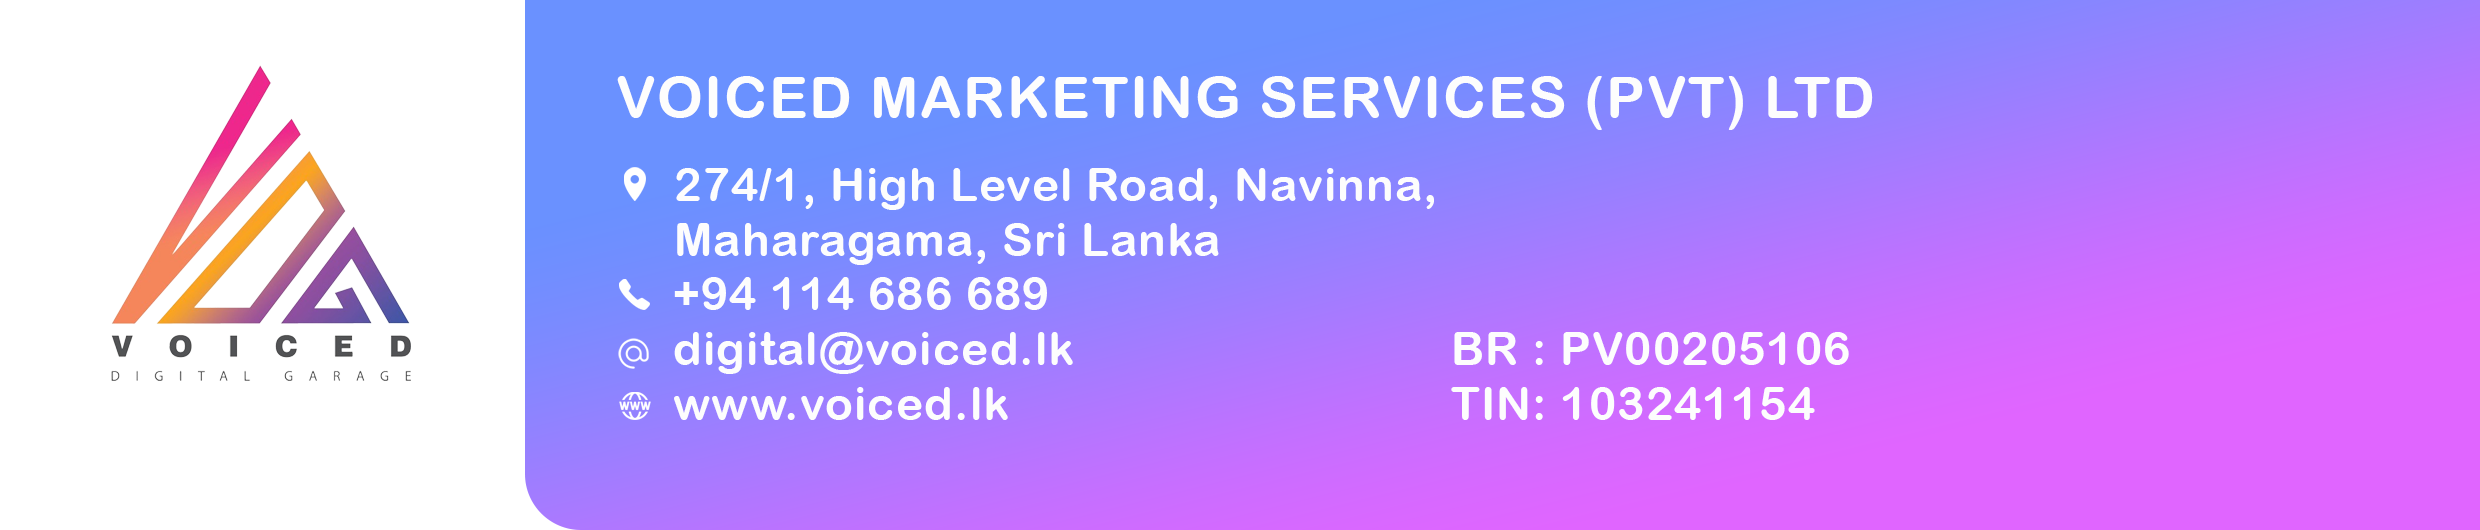 VOICED
DIGITAL GARAGE
VOICED MARKETING SERVICES (PVT) LTD
274/1, High Level Road, Navinna,
Maharagama, Sri Lanka
+94 114 686 689
digital@voiced.lk
www.voiced.lk
BR : PV00205106
TIN: 103241154